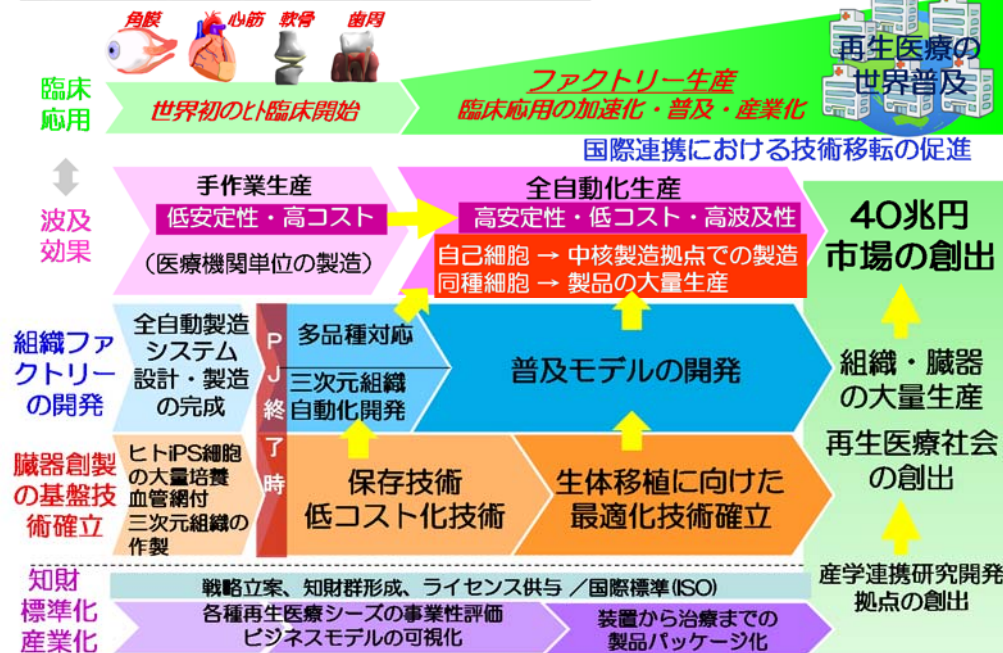 角膜
心筋
軟骨
歯周
臨床
応用
世界初のヒト臨床開始
ファクトリー生産
臨床応用の加速化・普及・産業化
再生医療の
世界普及
国際連携における技術移転の促進
波及
効果
手作業生産
低安定性・高コスト
(医療機関単位の製造)
全自動化生産
高安定性・低コスト・高波及性
自己細胞 → 中核製造拠点での製造
同種細胞 → 製品の大量生産
40兆円
市場の創出
組織ファ
クトリー
の開発
全自動製造
システム
設計・製造
の完成
PJ終了時
多品種対応
三次元組織
自動化開発
普及モデルの開発
組織・臓器
の大量生産
臓器創製
の基盤技
術確立
ヒトiPS細胞
の大量培養
血管網付
三次元組織の
作製
保存技術
低コスト化技術
生体移植に向けた
最適化技術確立
再生医療社会
の創出
知財
標準化
産業化
戦略立案、知財群形成、ライセンス供与 /国際標準(ISO)
各種再生医療シーズの事業性評価
ビジネスモデルの可視化
装置から治療までの
製品パッケージ化
産学連携研究開発
拠点の創出